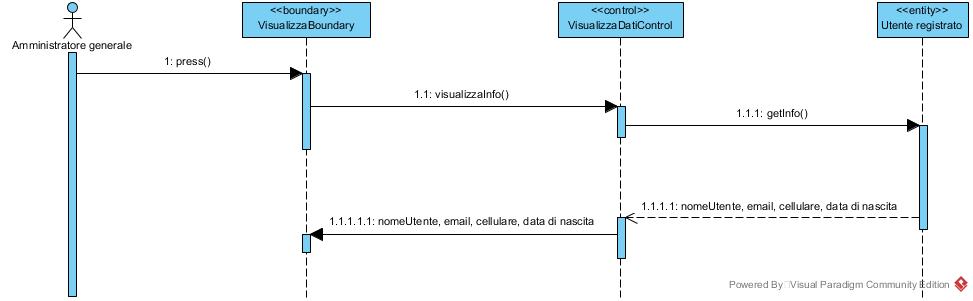 <<boundary>>
VisualizzaBoundary
<<control>>
VisualizzaDatiControl
<<entity>>
Utente registrato
Amministratore generale
1: press()
1.1: visualizzaInfo()
1.1.1: getInfo()
1.1.1.1: nomeUtente, email, cellulare, data di nascita
1.1.1.1.1: nomeUtente, email, cellulare, data di nascita
Powered By Visual Paradigm Community Edition